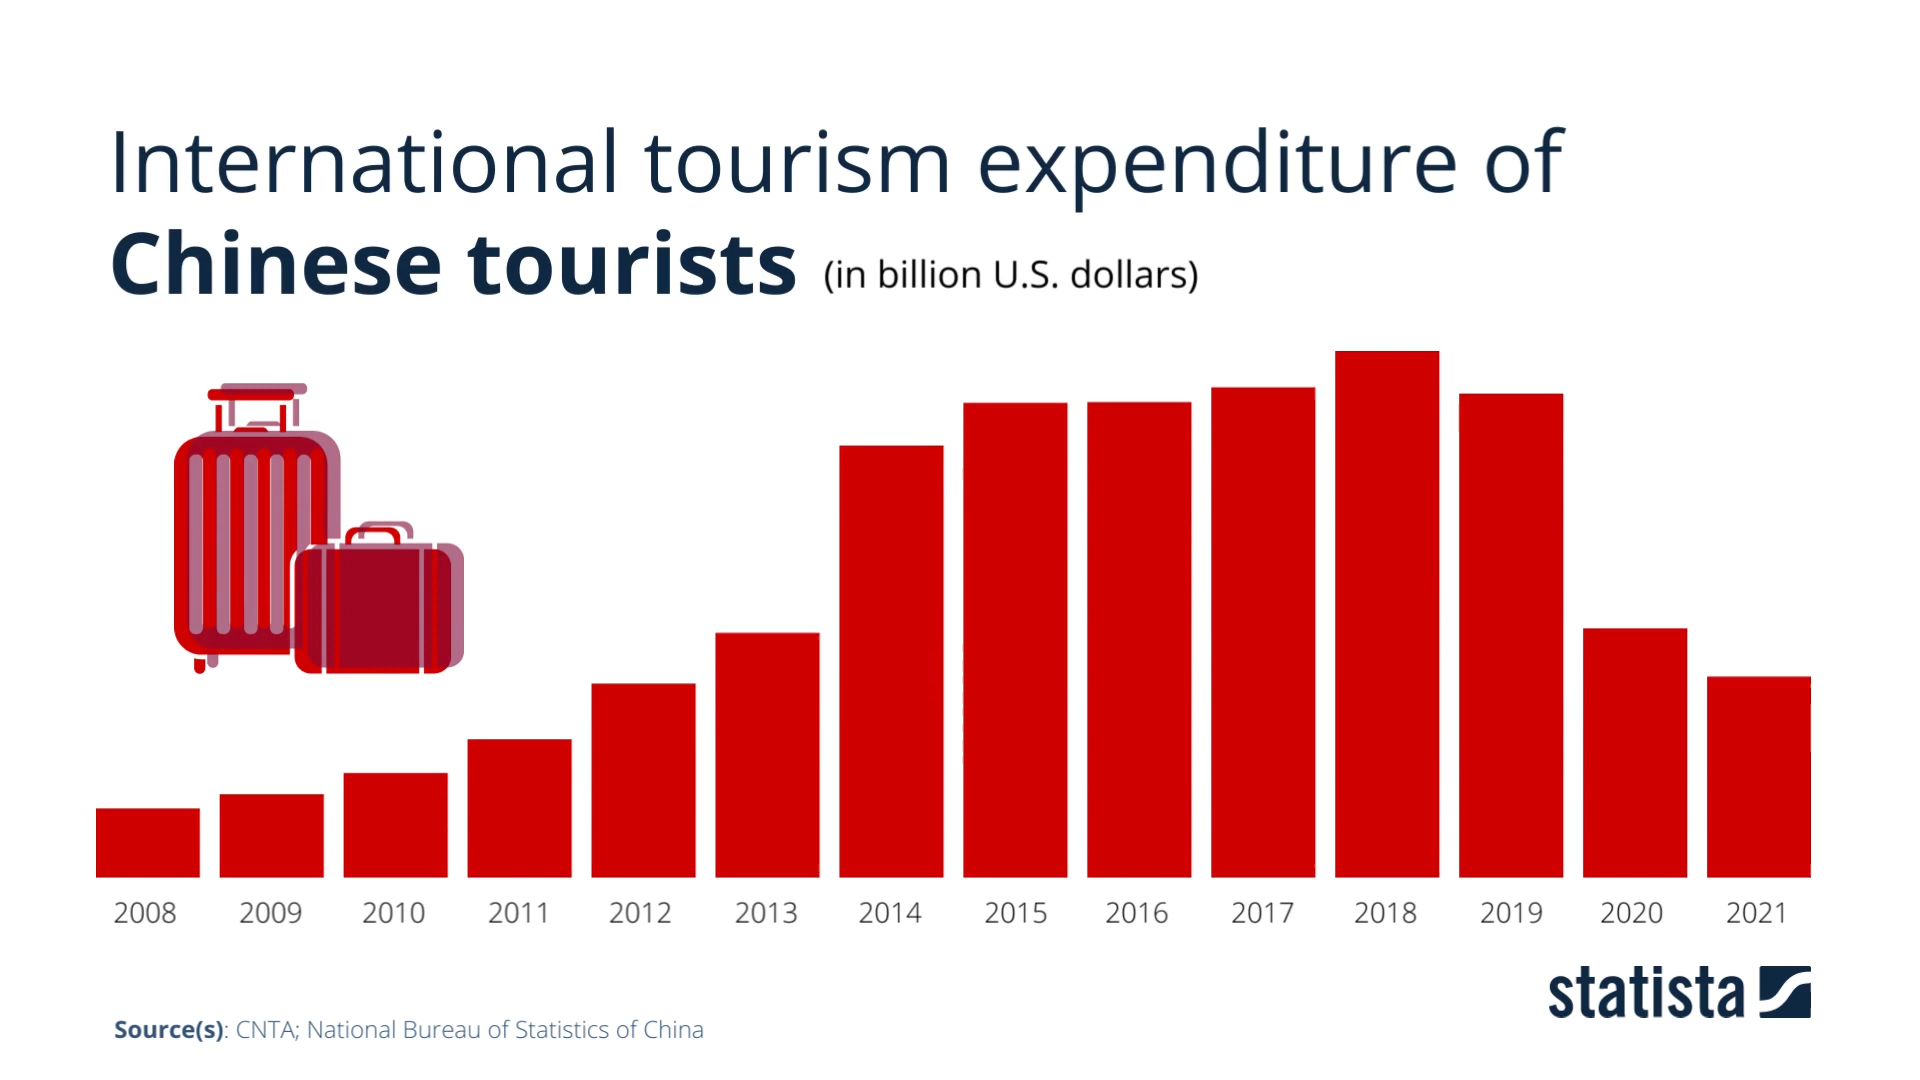 International tourism expenditure of
Chinese tourists (in billion U.S. dollars)
2008 2009 2010 2011 2012 2013 2014 2015 2016 2017 2018 2019 2020 2021
statista
Source(s): CNTA; National Bureau of Statistics of China